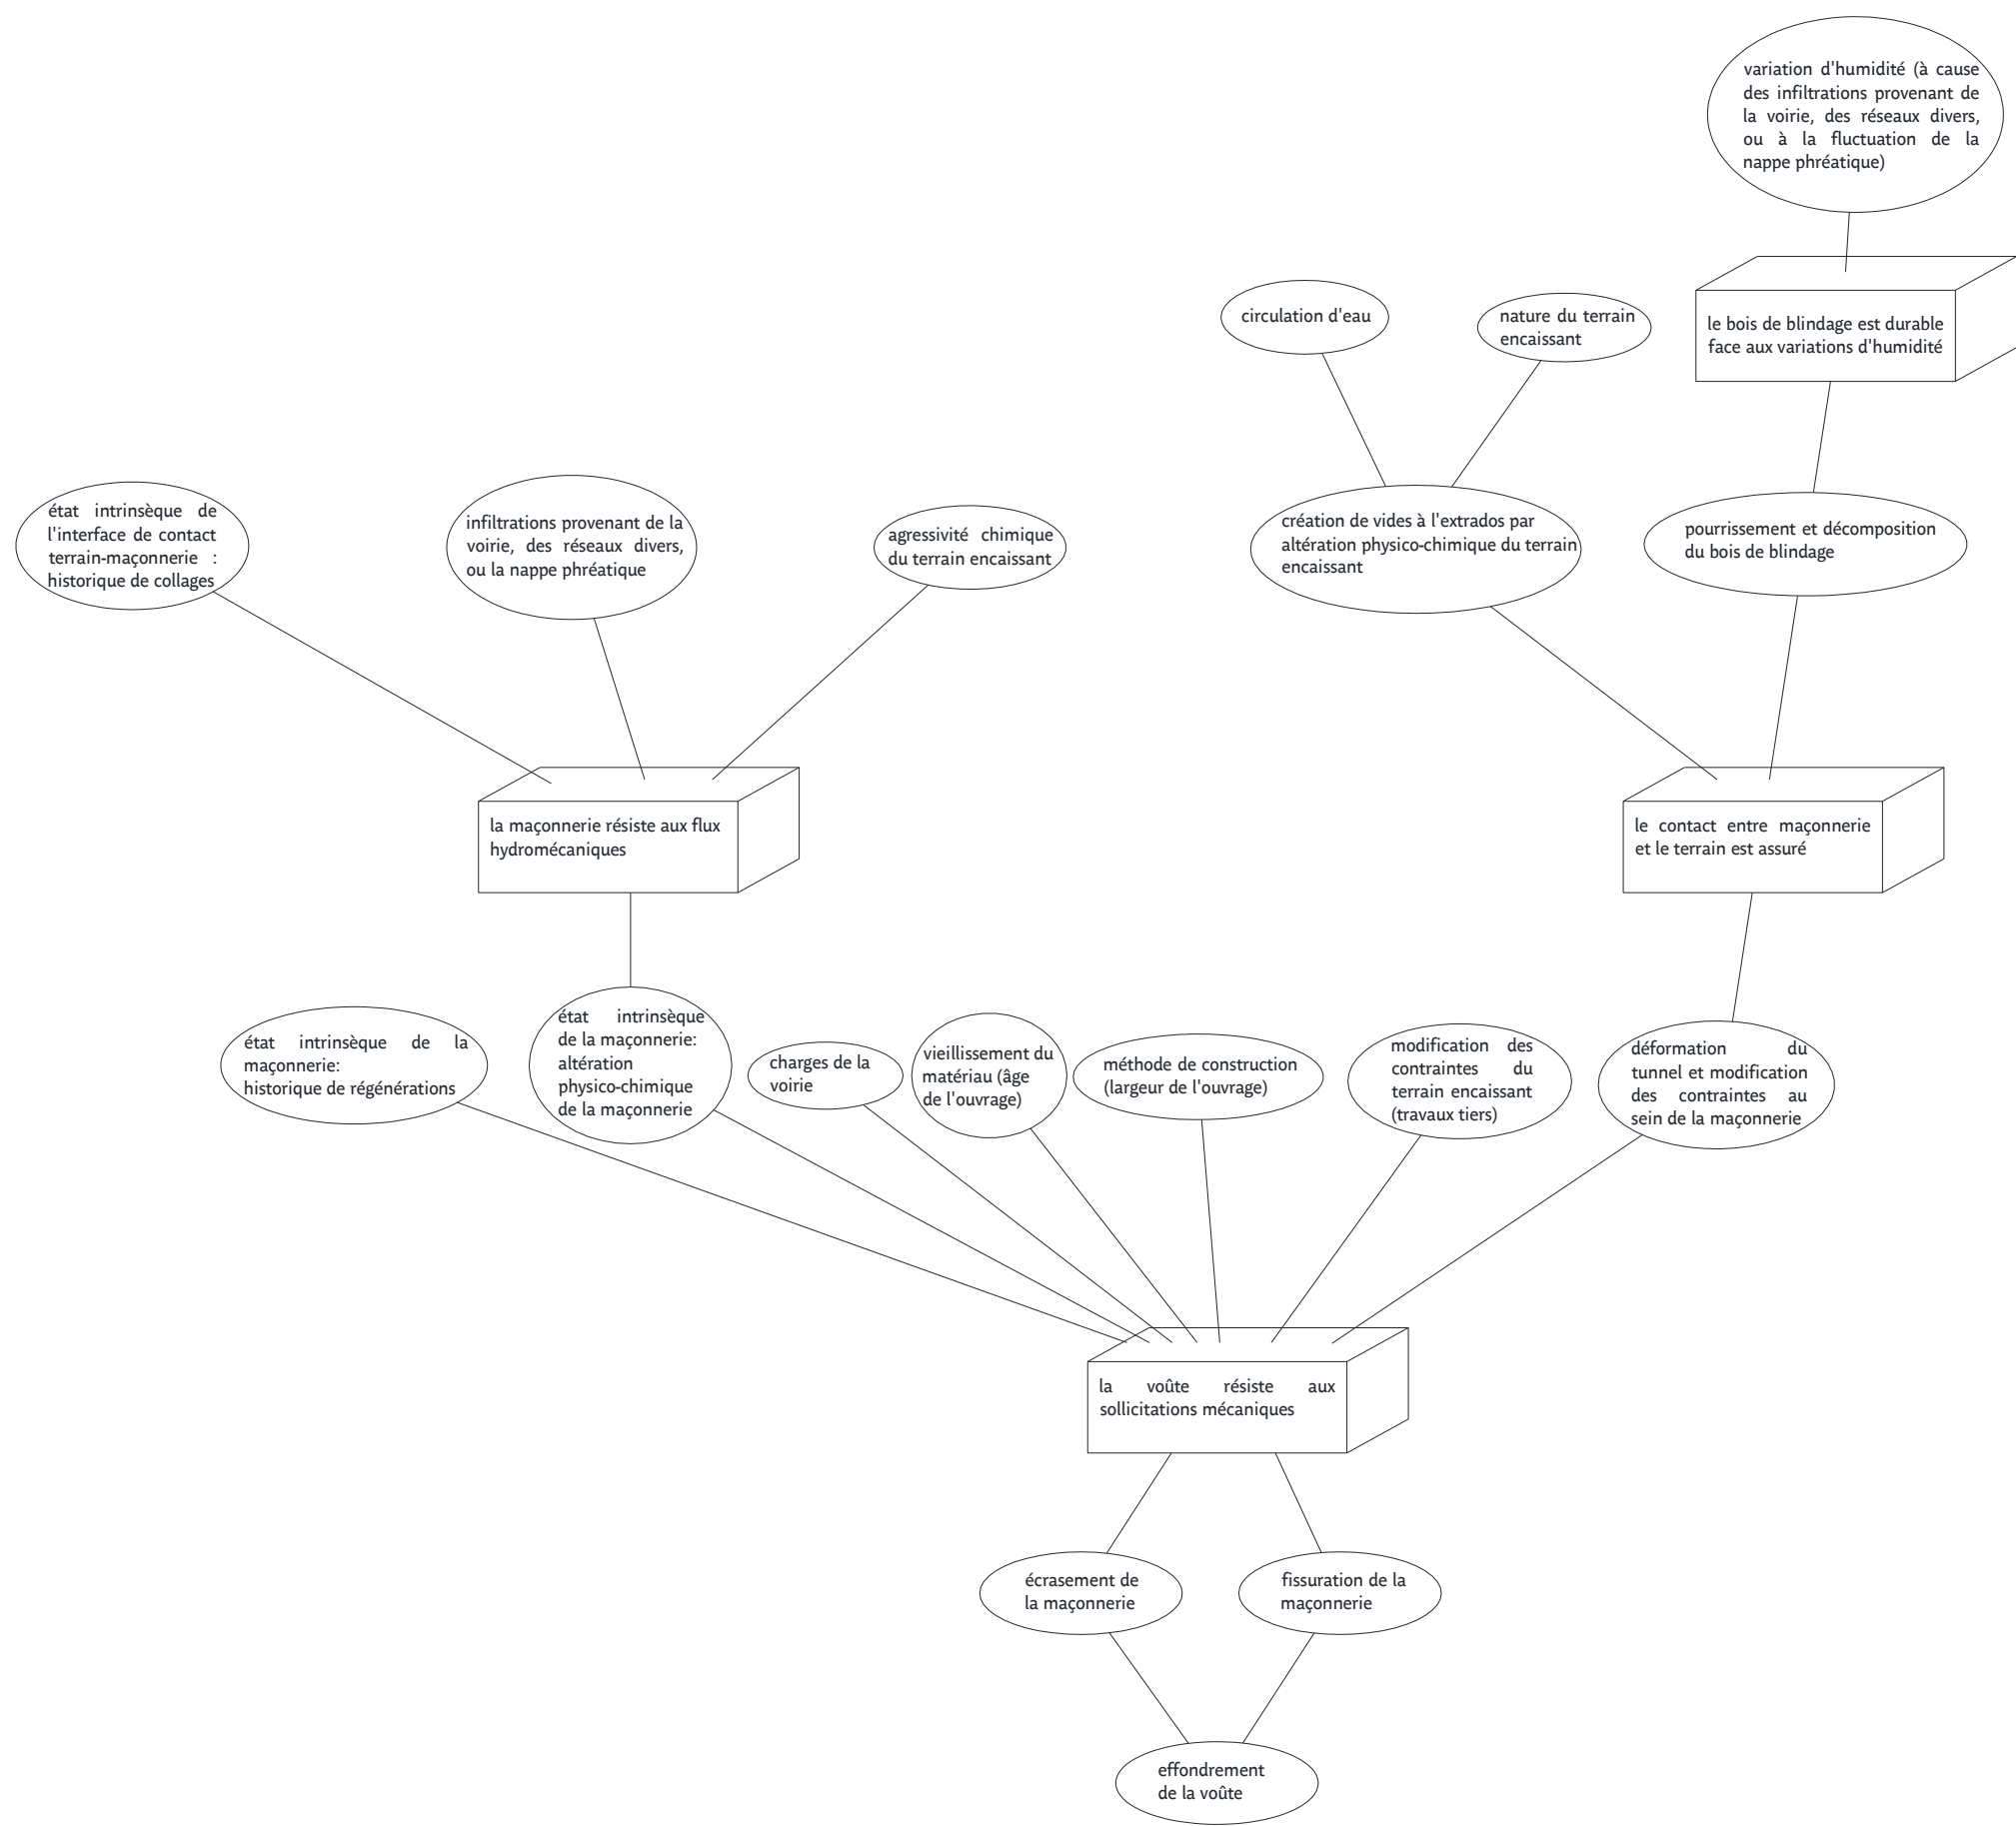 variation d'humidité (à cause
des infiltrations provenant de
la voirie, des réseaux divers,
ou à la fluctuation de la
nappe phréatique)
circulation d'eau
nature du terrain
encaissant
le bois de blindage est durable
face aux variations d'humidité
état intrinsèque de
l'interface de contact
terrain-maçonnerie :
historique de collages
infiltrations provenant de la
voirie, des réseaux divers,
ou la nappe phréatique
agressivité chimique
du terrain encaissant
création de vides à l'extrados par
altération physico-chimique du terrain
encaissant
pourrissement et décomposition
du bois de blindage
la maçonnerie résiste aux flux
hydromécaniques
le contact entre maçonnerie
et le terrain est assuré
état intrinsèque de la
maçonnerie:
historique de régénérations
état intrinsèque
de la maçonnerie:
altération
physico-chimique
de la maçonnerie
charges de la
voirie
vieillissement du
matériau (âge
de l'ouvrage)
méthode de construction
(largeur de l'ouvrage)
modification des
contraintes du
terrain encaissant
(travaux tiers)
déformation du
tunnel et modification
des contraintes au
sein de la maçonnerie
la voûte résiste aux
sollicitations mécaniques
écrasement de
la maçonnerie
fissuration de la
maçonnerie
effondrement
de la voûte